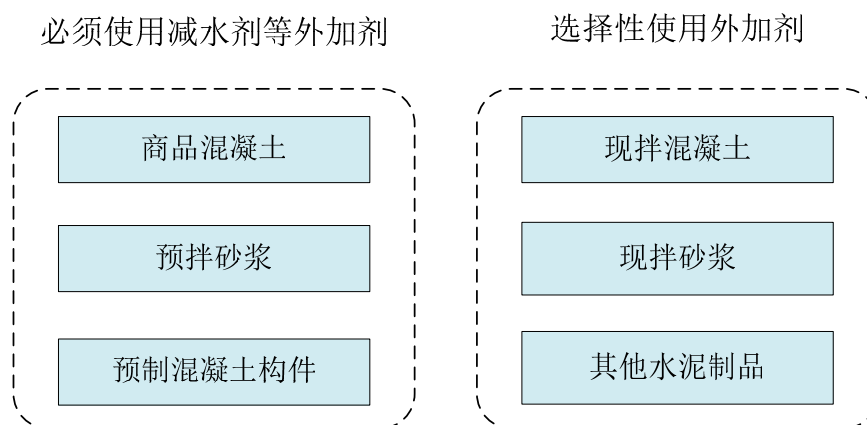 必须使用减水剂等外加剂
商品混凝土
预拌砂浆
预制混凝土构件
选择性使用外加剂
现拌混凝土
现拌砂浆
其他水泥制品